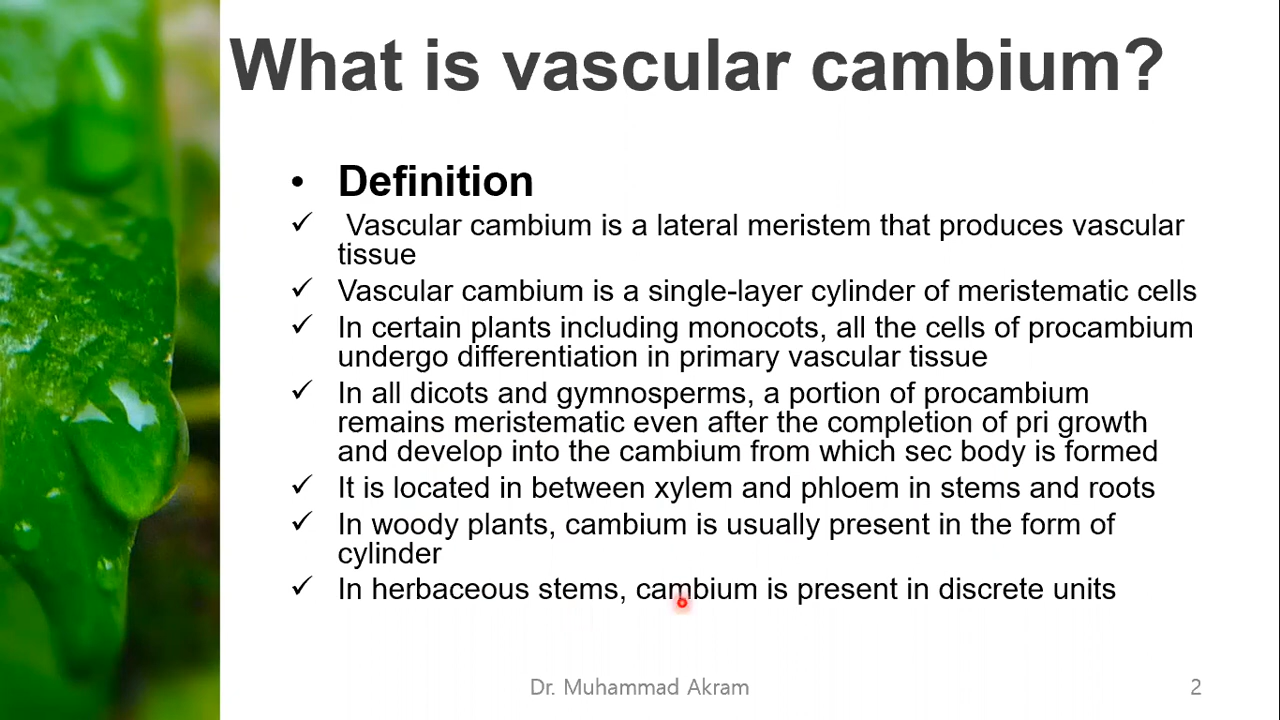 What is vascular cambium?
• Definition
✓ Vascular cambium is a lateral meristem that produces vascular
tissue
✓ Vascular cambium is a single-layer cylinder of meristematic cells
✓ In certain plants including monocots, all the cells of procambium
undergo differentiation in primary vascular tissue
✓ In all dicots and gymnosperms, a portion of procambium
remains meristematic even after the completion of pri growth
and develop into the cambium from which sec body is formed
✓ It is located in between xylem and phloem in stems and roots
✓ In woody plants, cambium is usually present in the form of
cylinder
✓ In herbaceous stems, cambium is present in discrete units
Dr. Muhammad Akram
2